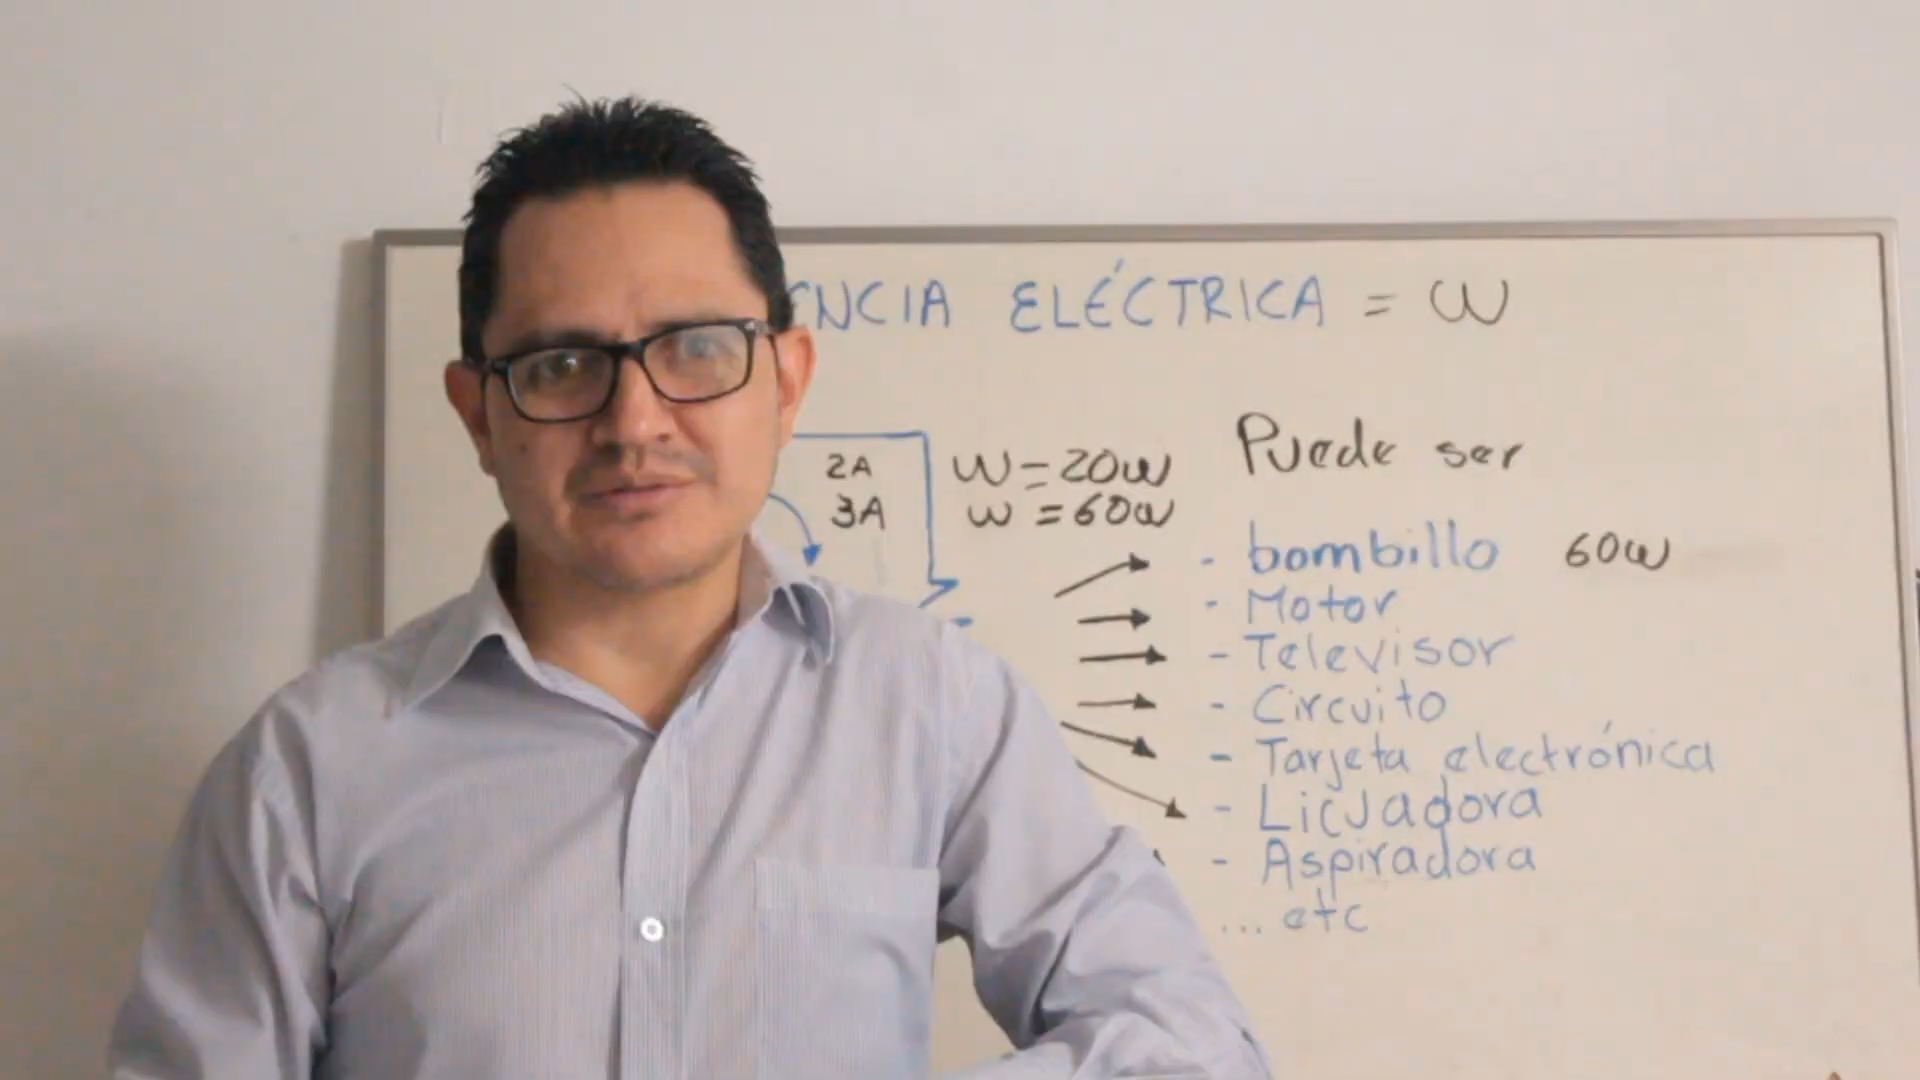 ENCIA ELÉCTRICA = W
2A W = 20W
3A W = 60W
Puede ser
- bombillo 60W
- Motor
- Televisor
- Circuito
- Tarjeta electrónica
- Licuadora
- Aspiradora
... etc